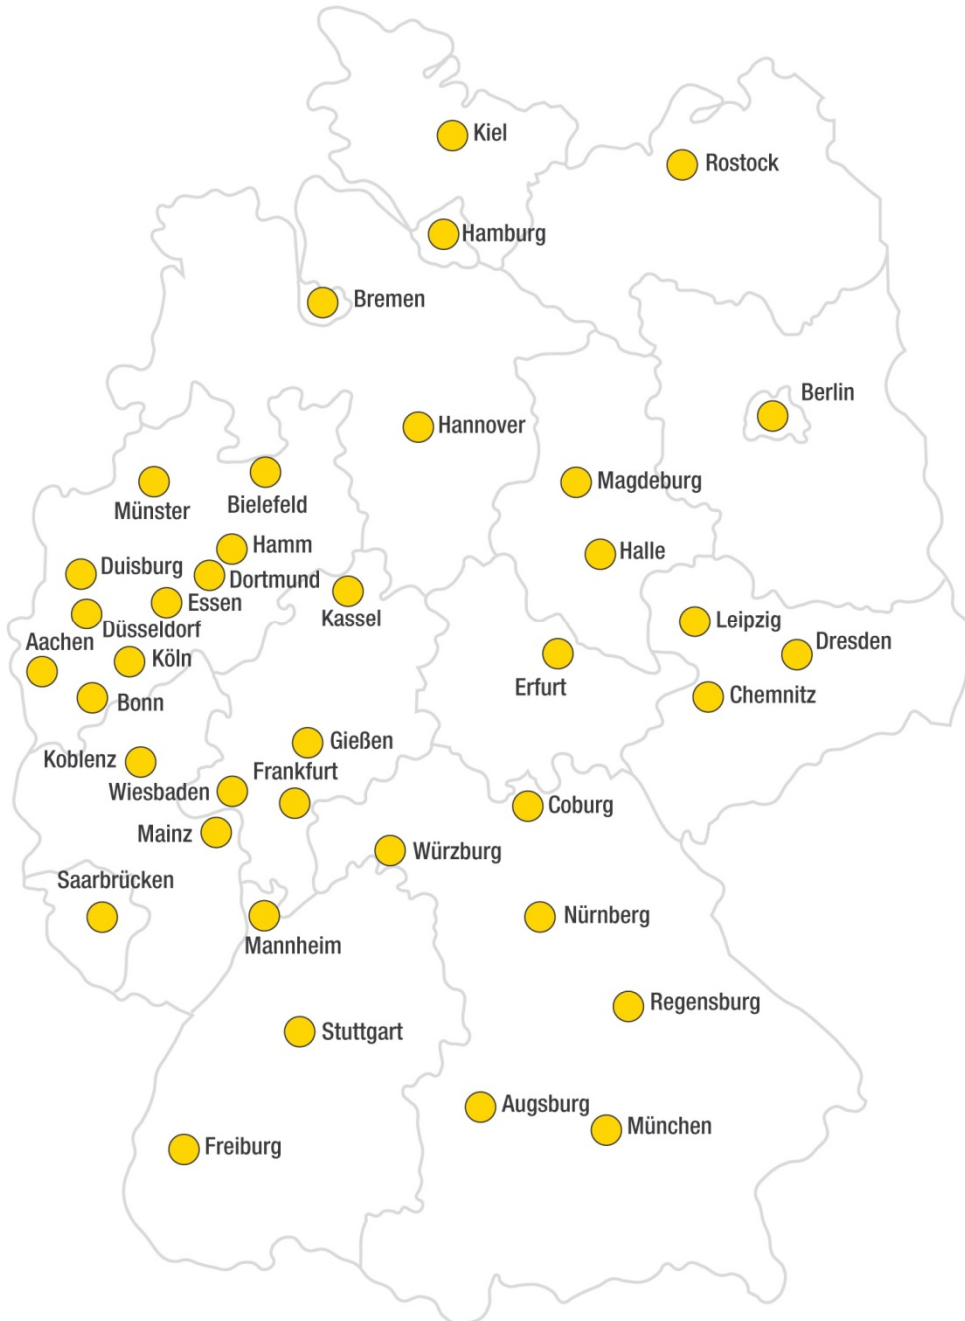 Kiel
Rostock
Hamburg
Bremen
Berlin
Hannover
Bielefeld
Magdeburg
Münster
Hamm
Halle
Duisburg
Dortmund
Essen
Kassel
Leipzig
Düsseldorf
Aachen
Dresden
Köln
Erfurt
Chemnitz
Bonn
Gießen
Koblenz
Frankfurt
Wiesbaden
Coburg
Mainz
Würzburg
Saarbrücken
Nürnberg
Mannheim
Regensburg
Stuttgart
Augsburg
München
Freiburg